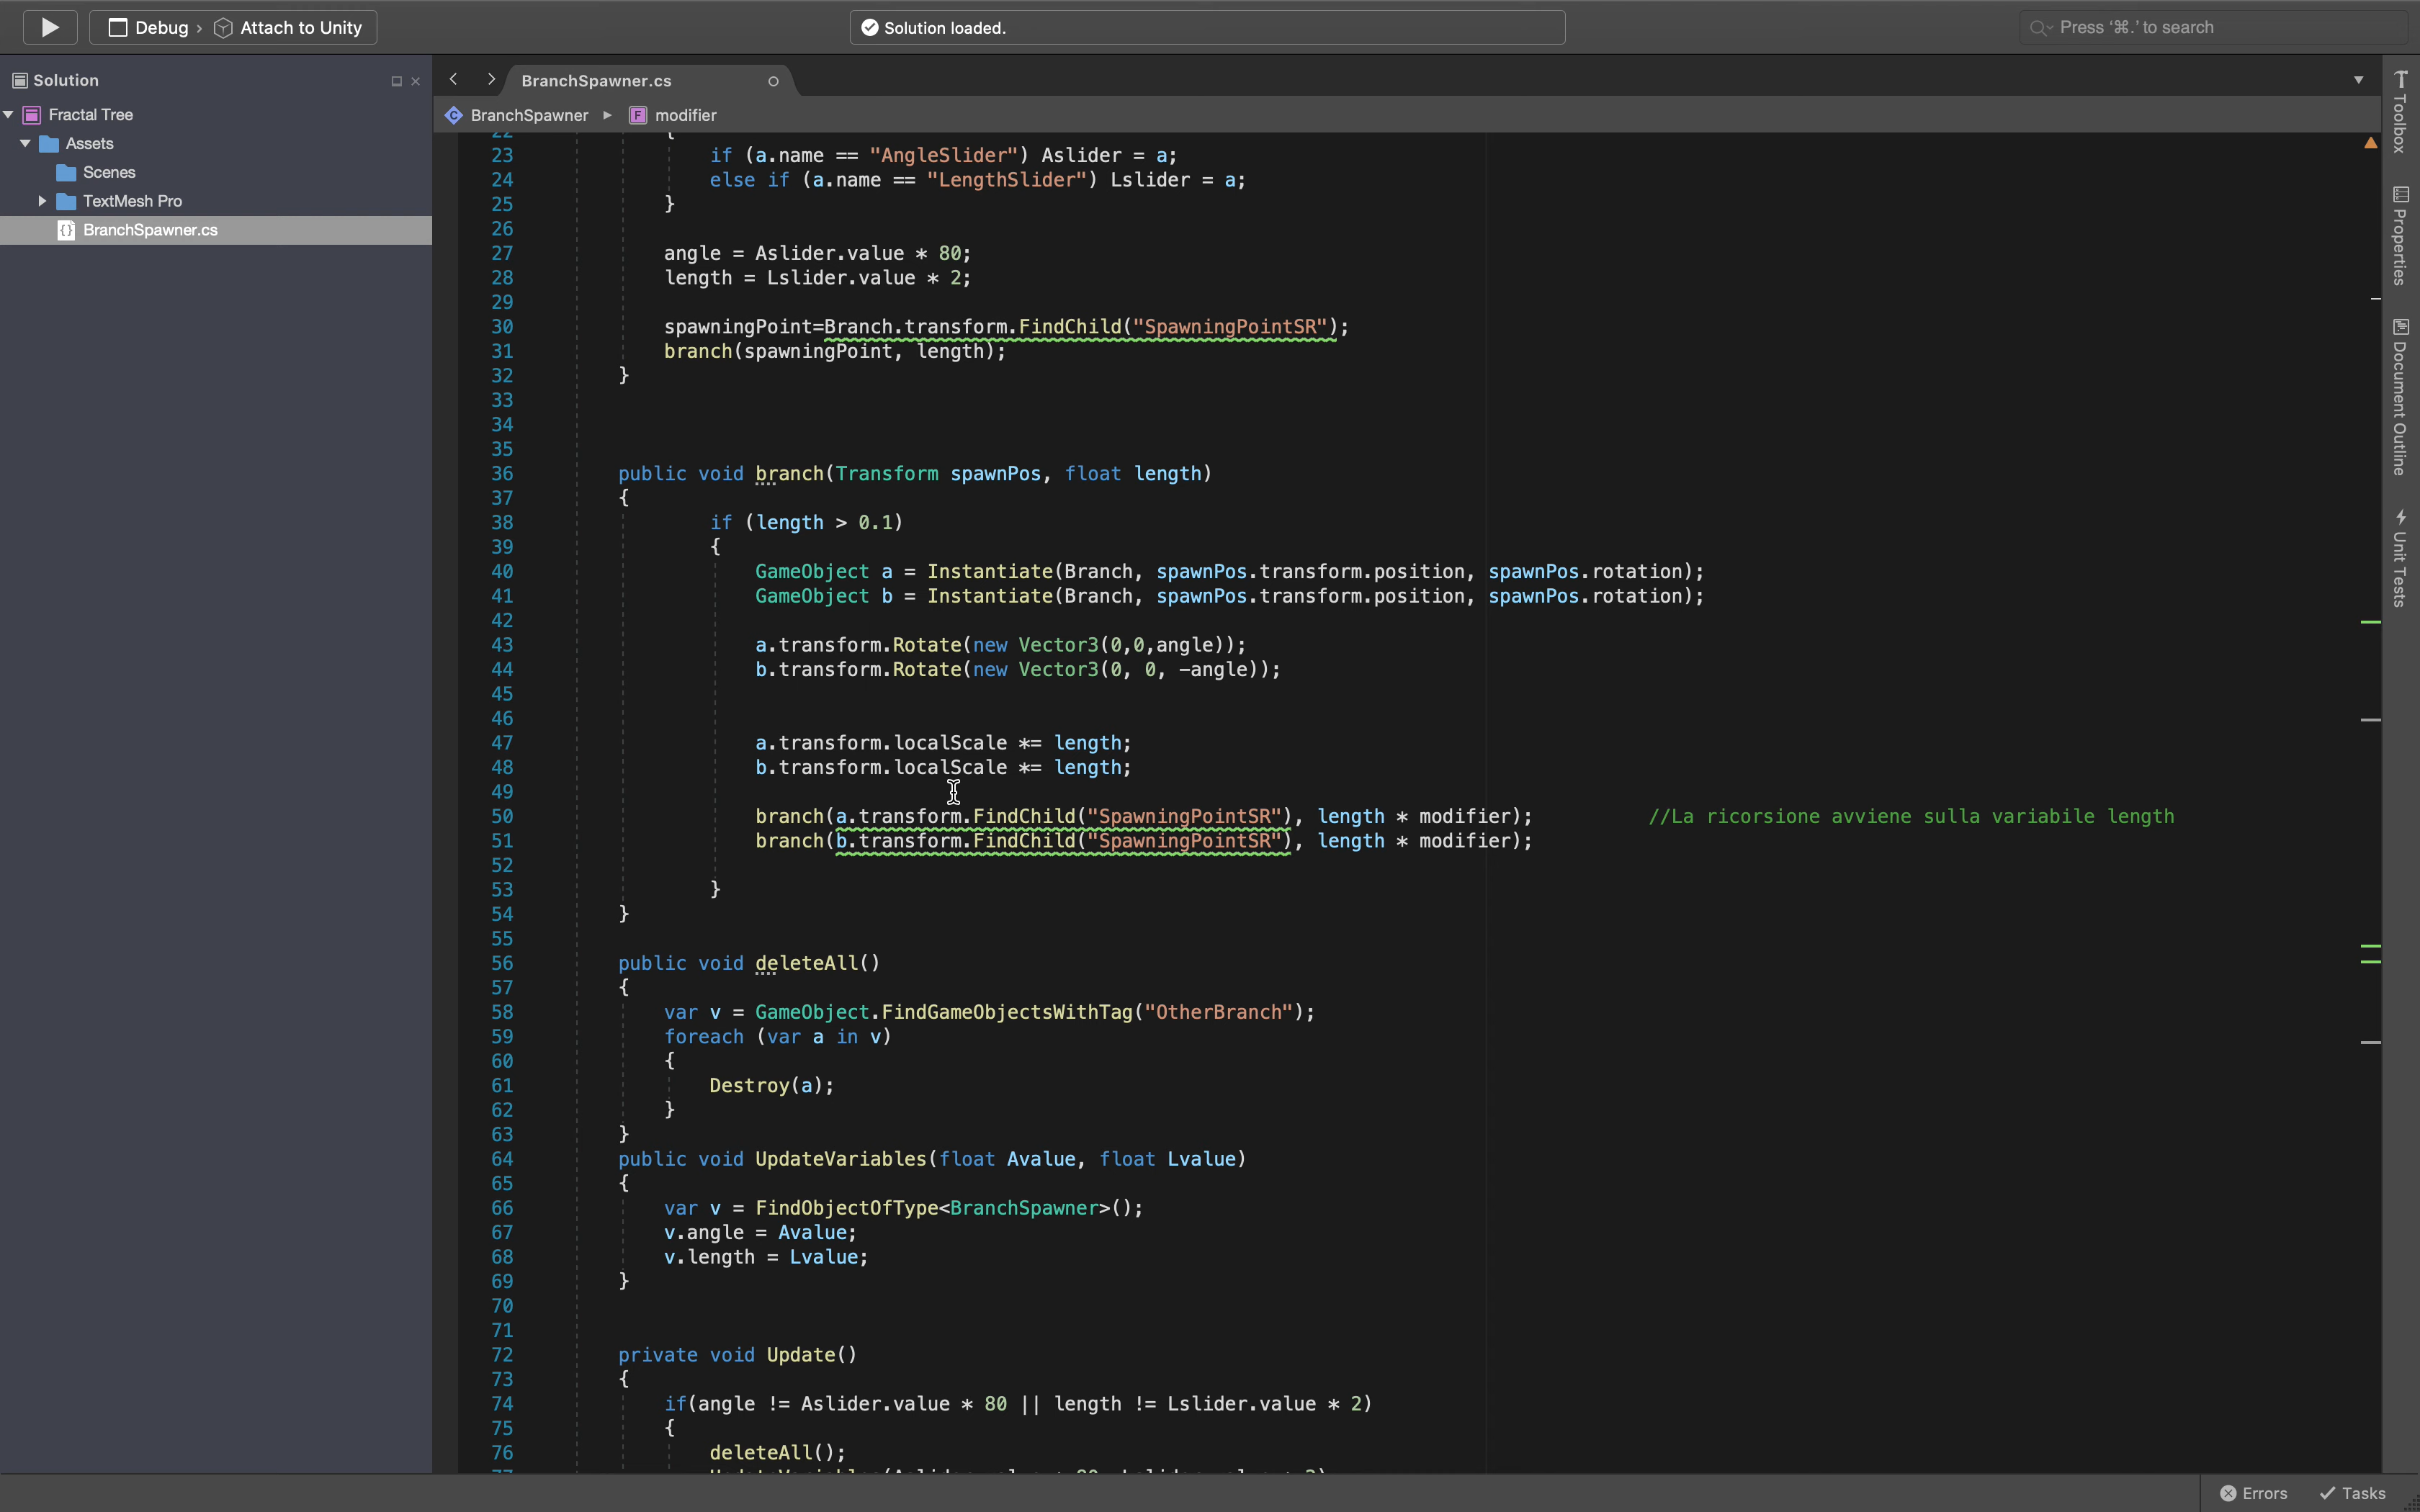 Debug › Attach to Unity
Solution loaded.
Press ‘⌘.’ to search
Solution
Fractal Tree
Assets
Scenes
TextMesh Pro
BranchSpawner.cs
BranchSpawner.cs
BranchSpawner ▸ modifier
22 {
23 if (a.name == "AngleSlider") Aslider = a;
24 else if (a.name == "LengthSlider") Lslider = a;
25 }
26
27 angle = Aslider.value * 80;
28 length = Lslider.value * 2;
29
30 spawningPoint=Branch.transform.FindChild("SpawningPointSR");
31 branch(spawningPoint, length);
32 }
33
34
35
36 public void branch(Transform spawnPos, float length)
37 {
38 if (length > 0.1)
39 {
40 GameObject a = Instantiate(Branch, spawnPos.transform.position, spawnPos.rotation);
41 GameObject b = Instantiate(Branch, spawnPos.transform.position, spawnPos.rotation);
42
43 a.transform.Rotate(new Vector3(0,0,angle));
44 b.transform.Rotate(new Vector3(0, 0, -angle));
45
46
47 a.transform.localScale *= length;
48 b.transform.localScale *= length;
49
50 branch(a.transform.FindChild("SpawningPointSR"), length * modifier); //La ricorsione avviene sulla variabile length
51 branch(b.transform.FindChild("SpawningPointSR"), length * modifier);
52
53 }
54 }
55
56 public void deleteAll()
57 {
58 var v = GameObject.FindGameObjectsWithTag("OtherBranch");
59 foreach (var a in v)
60 {
61 Destroy(a);
62 }
63 }
64 public void UpdateVariables(float Avalue, float Lvalue)
65 {
66 var v = FindObjectOfType<BranchSpawner>();
67 v.angle = Avalue;
68 v.length = Lvalue;
69 }
70
71
72 private void Update()
73 {
74 if(angle != Aslider.value * 80 || length != Lslider.value * 2)
75 {
76 deleteAll();
Toolbox
Properties
Document Outline
Unit Tests
Errors
Tasks